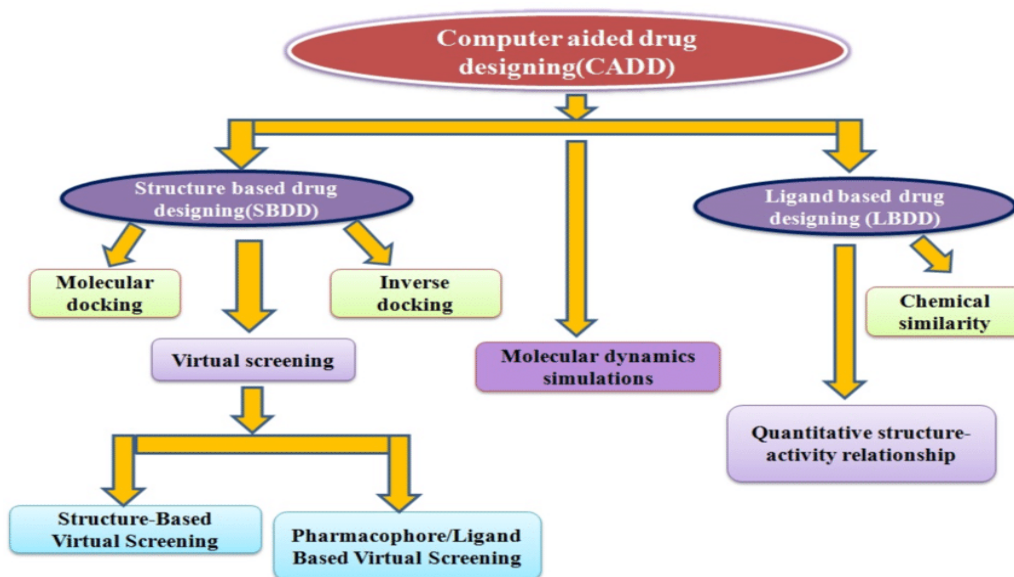 Computer aided drug
designing(CADD)
Structure based drug
designing(SBDD)
Ligand based drug
designing (LBDD)
Molecular
docking
Inverse
docking
Chemical
similarity
Virtual screening
Molecular dynamics
simulations
Quantitative structure-
activity relationship
Structure-Based
Virtual Screening
Pharmacophore/Ligand
Based Virtual Screening